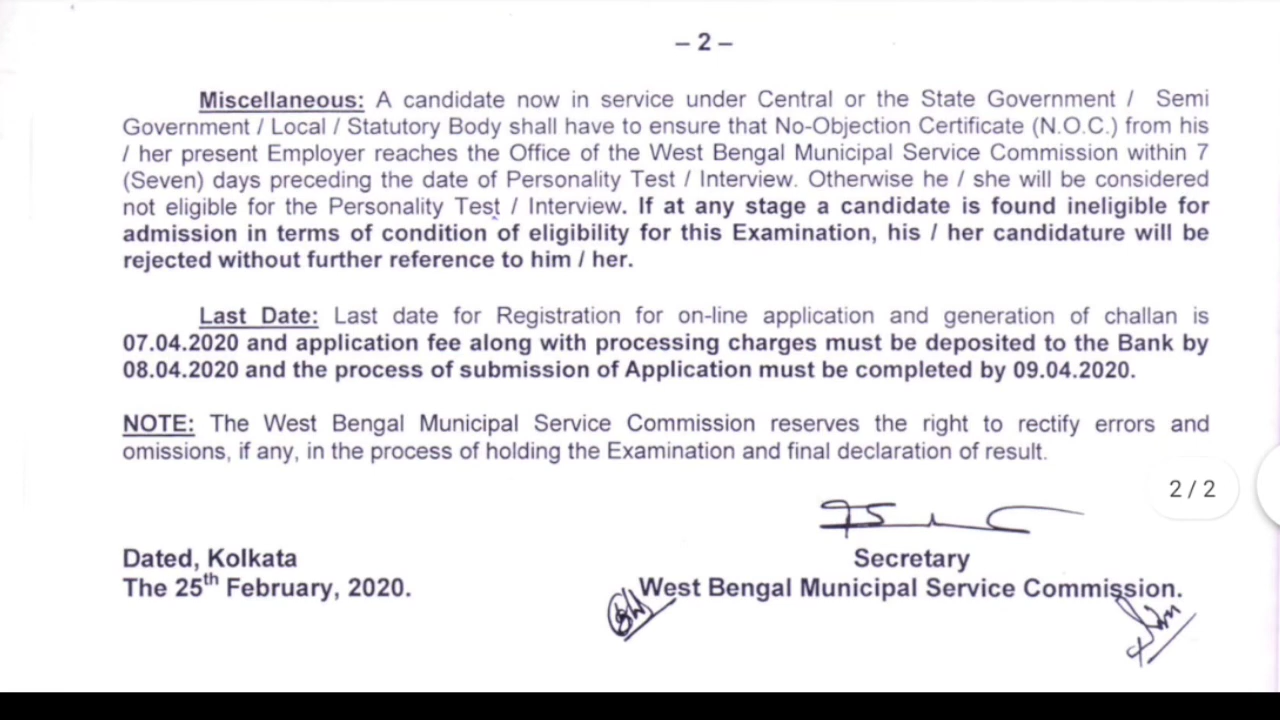 – 2 –
Miscellaneous: A candidate now in service under Central or the State Government / Semi
Government / Local / Statutory Body shall have to ensure that No-Objection Certificate (N.O.C.) from his
/ her present Employer reaches the Office of the West Bengal Municipal Service Commission within 7
(Seven) days preceding the date of Personality Test / Interview. Otherwise he / she will be considered
not eligible for the Personality Test / Interview. If at any stage a candidate is found ineligible for
admission in terms of condition of eligibility for this Examination, his / her candidature will be
rejected without further reference to him / her.
Last Date: Last date for Registration for on-line application and generation of challan is
07.04.2020 and application fee along with processing charges must be deposited to the Bank by
08.04.2020 and the process of submission of Application must be completed by 09.04.2020.
NOTE: The West Bengal Municipal Service Commission reserves the right to rectify errors and
omissions, if any, in the process of holding the Examination and final declaration of result.
2 / 2
Dated, Kolkata
The 25th February, 2020.
Secretary
West Bengal Municipal Service Commission.